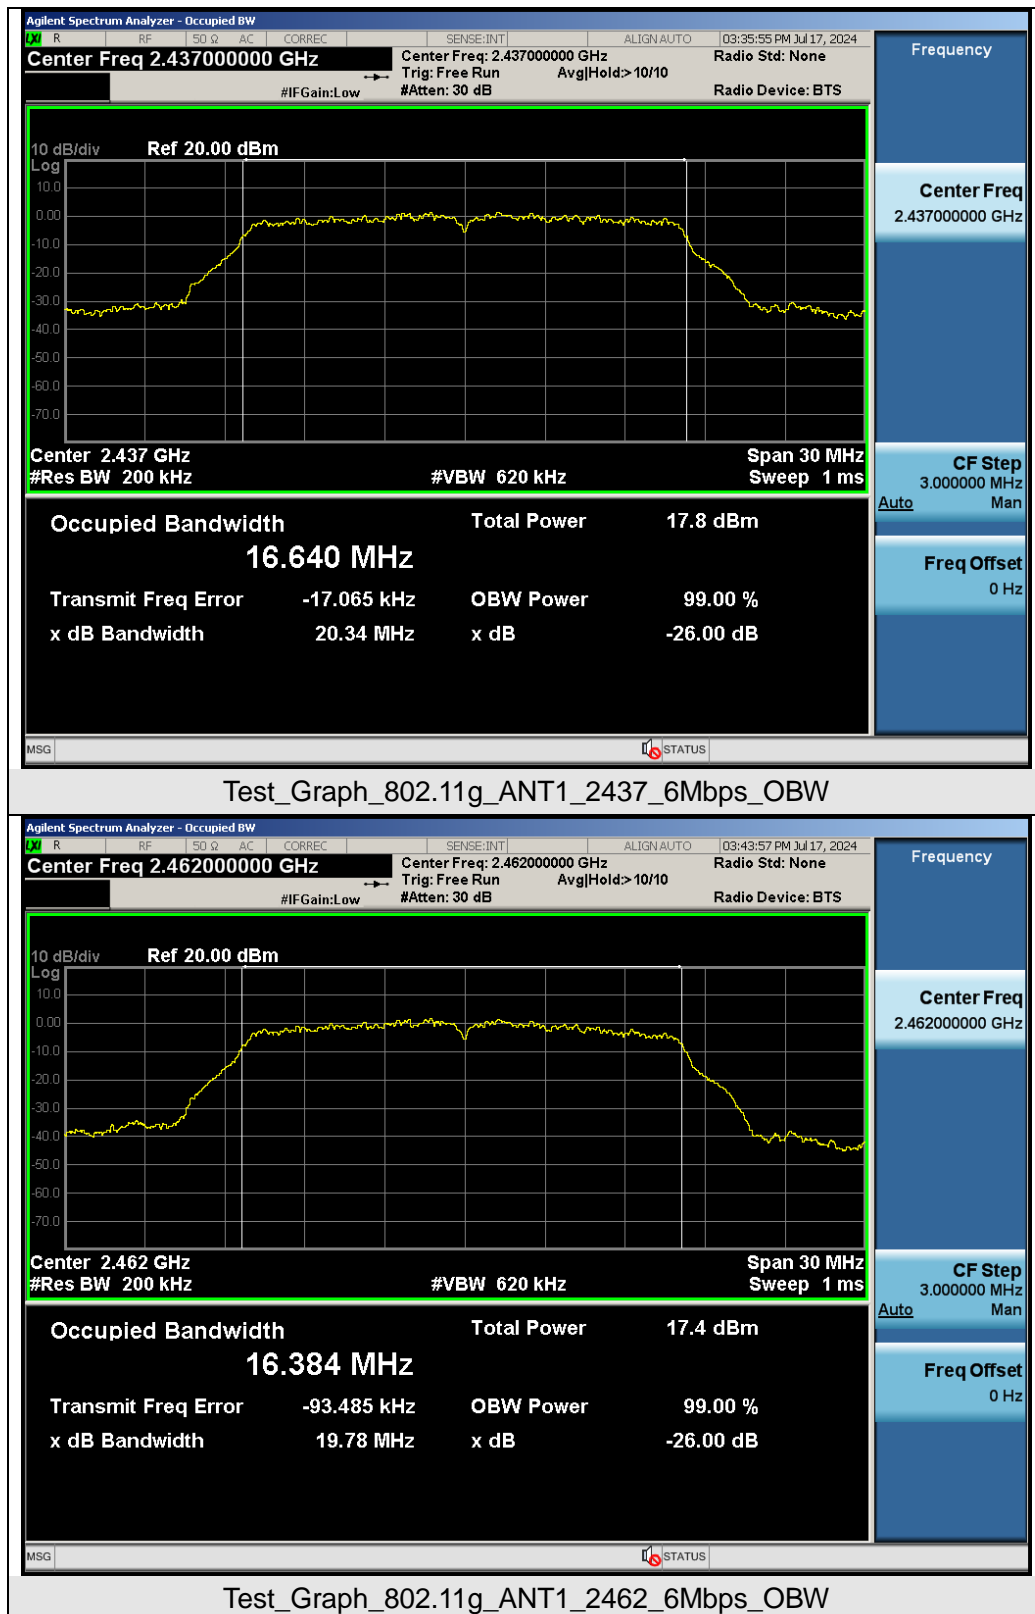 Agilent Spectrum Analyzer - Occupied BW
LXI R RF 50 Ω AC CORREC SENSE:INT ALIGN AUTO 03:35:55 PM Jul 17, 2024
Center Freq 2.437000000 GHz
Center Freq: 2.437000000 GHz Radio Std: None
Trig: Free Run Avg|Hold:>10/10
#IFGain:Low #Atten: 30 dB Radio Device: BTS
Frequency
10 dB/div Ref 20.00 dBm
Log
10.0
0.00
-10.0
-20.0
-30.0
-40.0
-50.0
-60.0
-70.0
Center Freq
2.437000000 GHz
Center 2.437 GHz Span 30 MHz
#Res BW 200 kHz #VBW 620 kHz Sweep 1 ms
CF Step
3.000000 MHz
Auto Man
Occupied Bandwidth Total Power 17.8 dBm
16.640 MHz
Freq Offset
0 Hz
Transmit Freq Error -17.065 kHz OBW Power 99.00 %
x dB Bandwidth 20.34 MHz x dB -26.00 dB
MSG STATUS
Test_Graph_802.11g_ANT1_2437_6Mbps_OBW
Agilent Spectrum Analyzer - Occupied BW
LXI R RF 50 Ω AC CORREC SENSE:INT ALIGN AUTO 03:43:57 PM Jul 17, 2024
Center Freq 2.462000000 GHz
Center Freq: 2.462000000 GHz Radio Std: None
Trig: Free Run Avg|Hold:>10/10
#IFGain:Low #Atten: 30 dB Radio Device: BTS
Frequency
10 dB/div Ref 20.00 dBm
Log
10.0
0.00
-10.0
-20.0
-30.0
-40.0
-50.0
-60.0
-70.0
Center Freq
2.462000000 GHz
Center 2.462 GHz Span 30 MHz
#Res BW 200 kHz #VBW 620 kHz Sweep 1 ms
CF Step
3.000000 MHz
Auto Man
Occupied Bandwidth Total Power 17.4 dBm
16.384 MHz
Freq Offset
0 Hz
Transmit Freq Error -93.485 kHz OBW Power 99.00 %
x dB Bandwidth 19.78 MHz x dB -26.00 dB
MSG STATUS
Test_Graph_802.11g_ANT1_2462_6Mbps_OBW